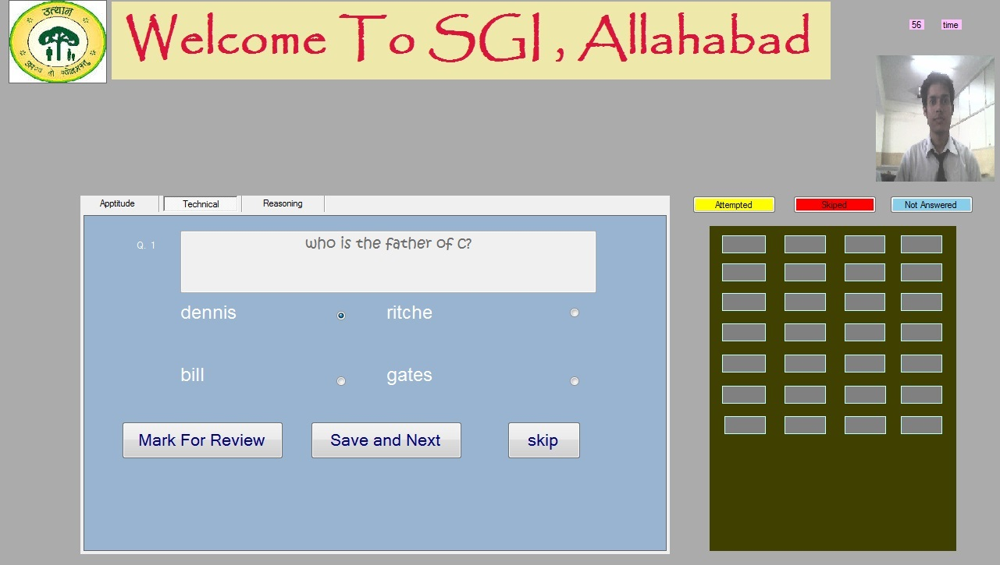 उत्थान
Welcome To SGI , Allahabad
56 time
Apptitude Technical Reasoning
Attempted Skiped Not Answered
Q. 1 who is the father of C?
dennis ritche
bill gates
Mark For Review Save and Next skip